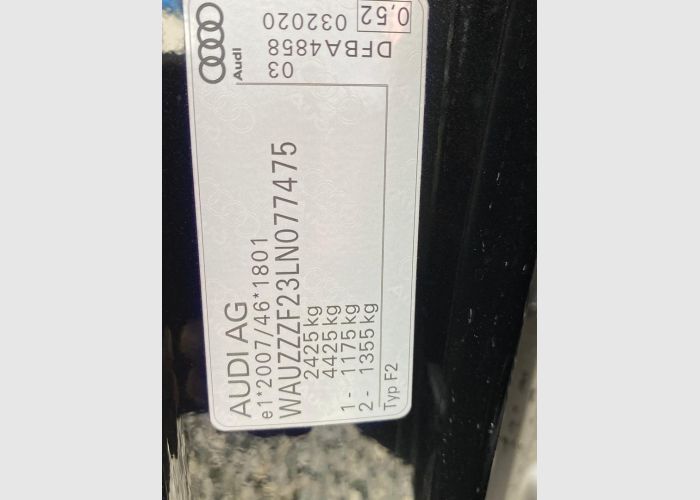 AUDI AG
e1*2007/46*1801
WAUZZZF23LN077475
2425kg
4425kg
1 - 1175kg
2 - 1355kg
Typ F2
Audi
03
DFBA4858
0,52 032020